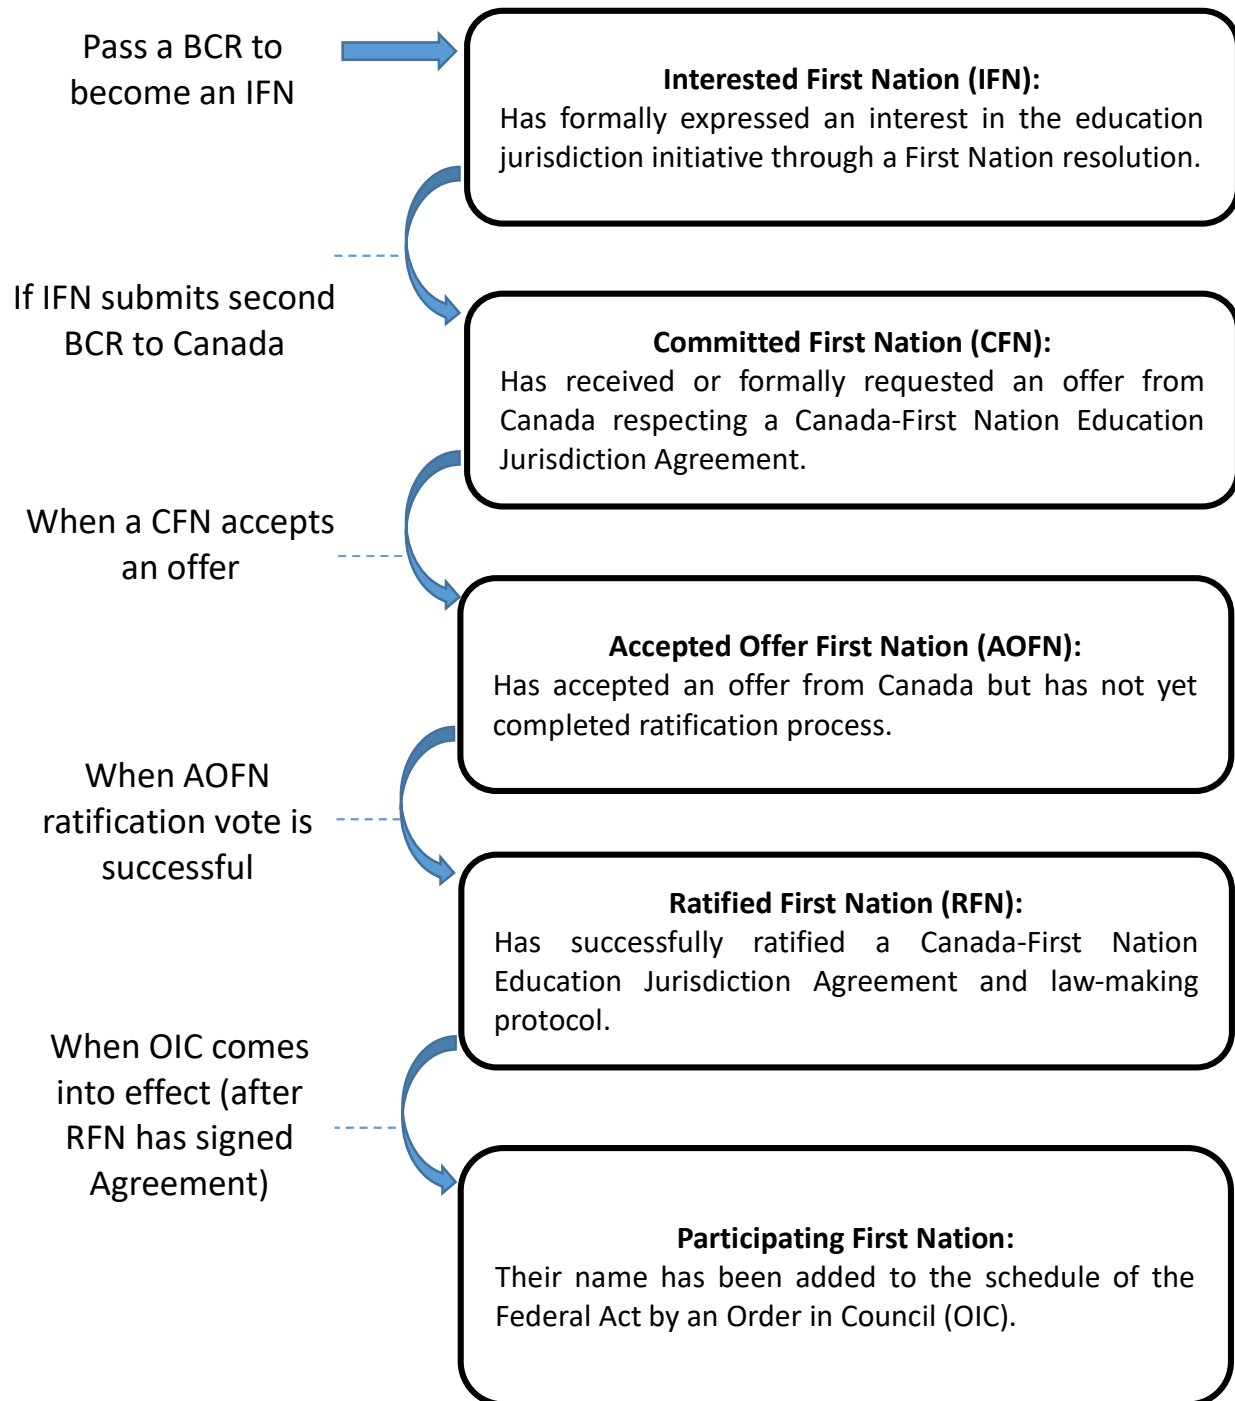 Pass a BCR to
become an IFN
Interested First Nation (IFN):
Has formally expressed an interest in the education
jurisdiction initiative through a First Nation resolution.
If IFN submits second
BCR to Canada
Committed First Nation (CFN):
Has received or formally requested an offer from
Canada respecting a Canada-First Nation Education
Jurisdiction Agreement.
When a CFN accepts
an offer
Accepted Offer First Nation (AOFN):
Has accepted an offer from Canada but has not yet
completed ratification process.
When AOFN
ratification vote is
successful
Ratified First Nation (RFN):
Has successfully ratified a Canada-First Nation
Education Jurisdiction Agreement and law-making
protocol.
When OIC comes
into effect (after
RFN has signed
Agreement)
Participating First Nation:
Their name has been added to the schedule of the
Federal Act by an Order in Council (OIC).